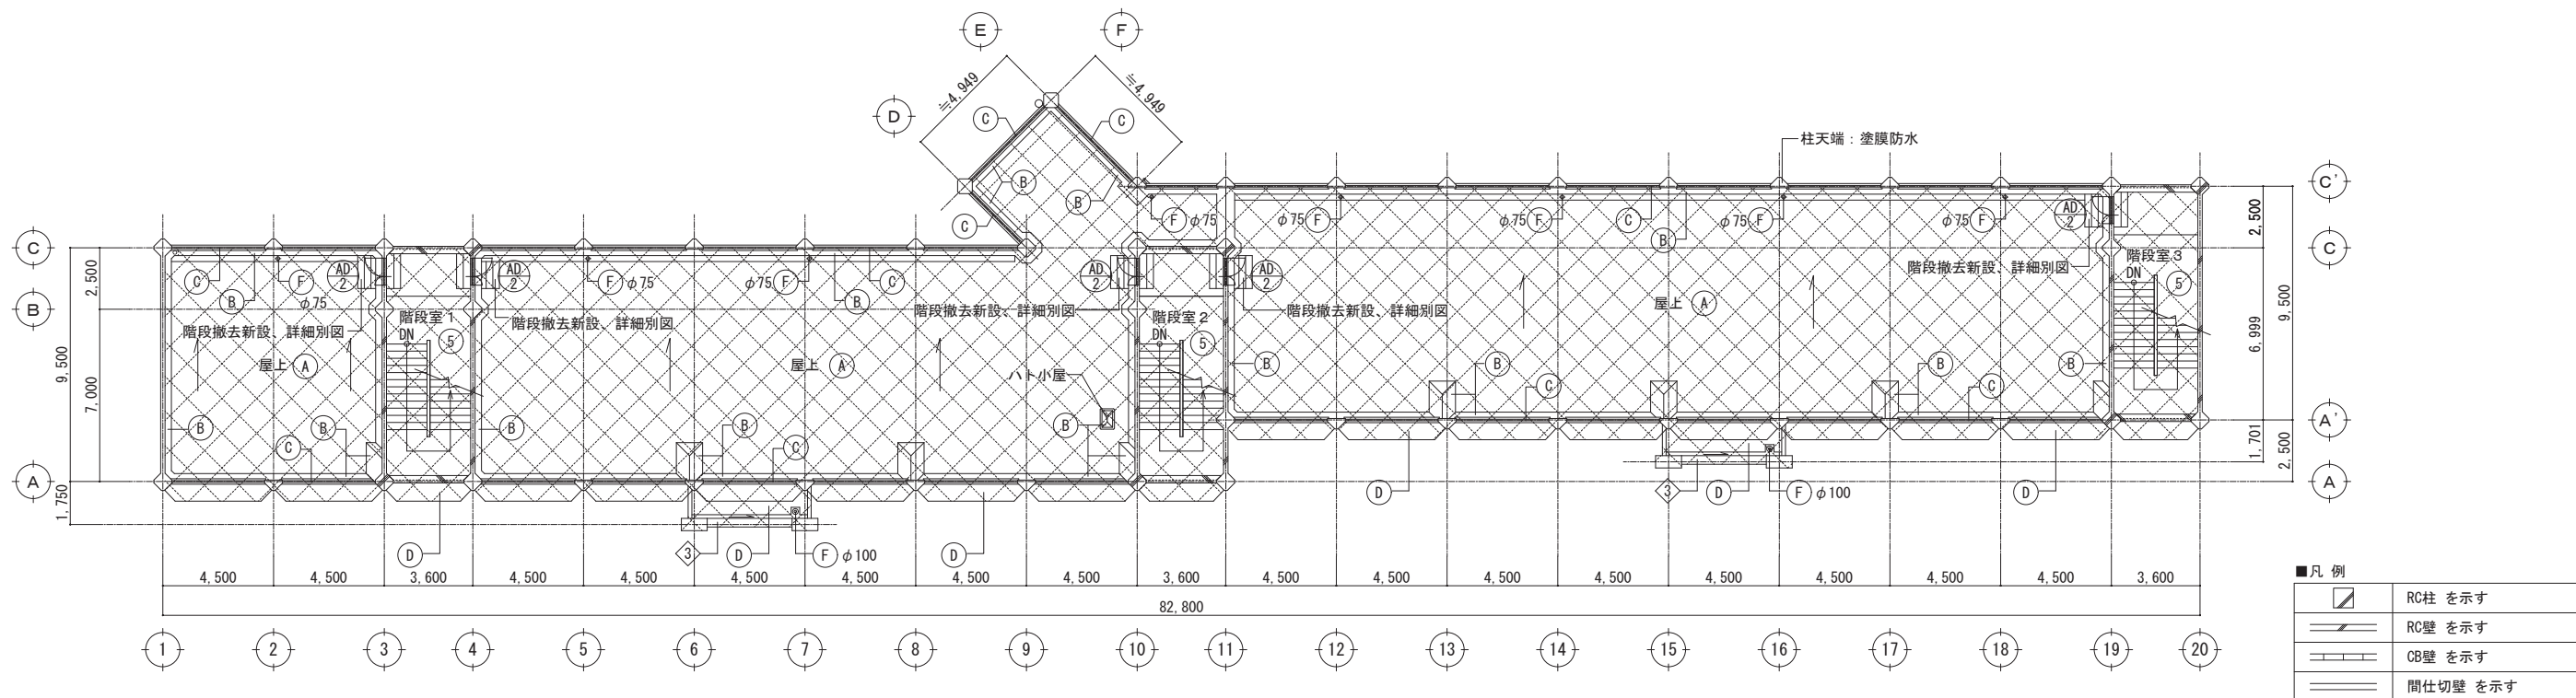 E
F
≒4,949
≒4,949
D
C
C
柱天端：塗膜防水
C'
B
B
C
F φ75
φ75 F
φ75 F
C
φ75 F
φ75 F
AD
2
2,500
C
C
B
2,500
C
B
F
φ75
AD
2
AD
2
F φ75
φ75 F
B
C
AD
2
AD
2
階段撤去新設、詳細別図
階段室3
DN
5
B
階段撤去新設、詳細別図
階段室1
DN
5
階段撤去新設、詳細別図
階段撤去新設、詳細別図
階段室2
DN
5
階段撤去新設、詳細別図
屋上 A
9,500
6,999
9,500
7,000
屋上 A
屋上 A
ハト小屋
B
B
B
B
B
B
C
B
B
C
B
C
C
A'
1,701
2,500
A
1,750
D
3
D
F φ100
D
D
3
D
F φ100
D
A
4,500
4,500
3,600
4,500
4,500
4,500
4,500
4,500
4,500
3,600
4,500
4,500
4,500
4,500
4,500
4,500
4,500
4,500
3,600
82,800
1
2
3
4
5
6
7
8
9
10
11
12
13
14
15
16
17
18
19
20
■凡 例
RC柱 を示す
RC壁 を示す
CB壁 を示す
間仕切壁 を示す